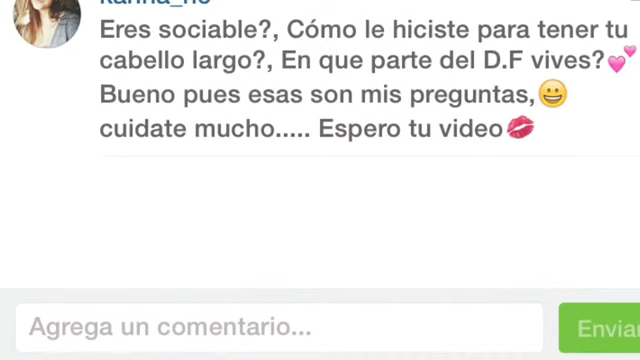 Eres sociable?, Cómo le hiciste para tener tu
cabello largo?, En que parte del D.F vives?💕
Bueno pues esas son mis preguntas,😀
cuidate mucho..... Espero tu video💋
Agrega un comentario...
Enviar